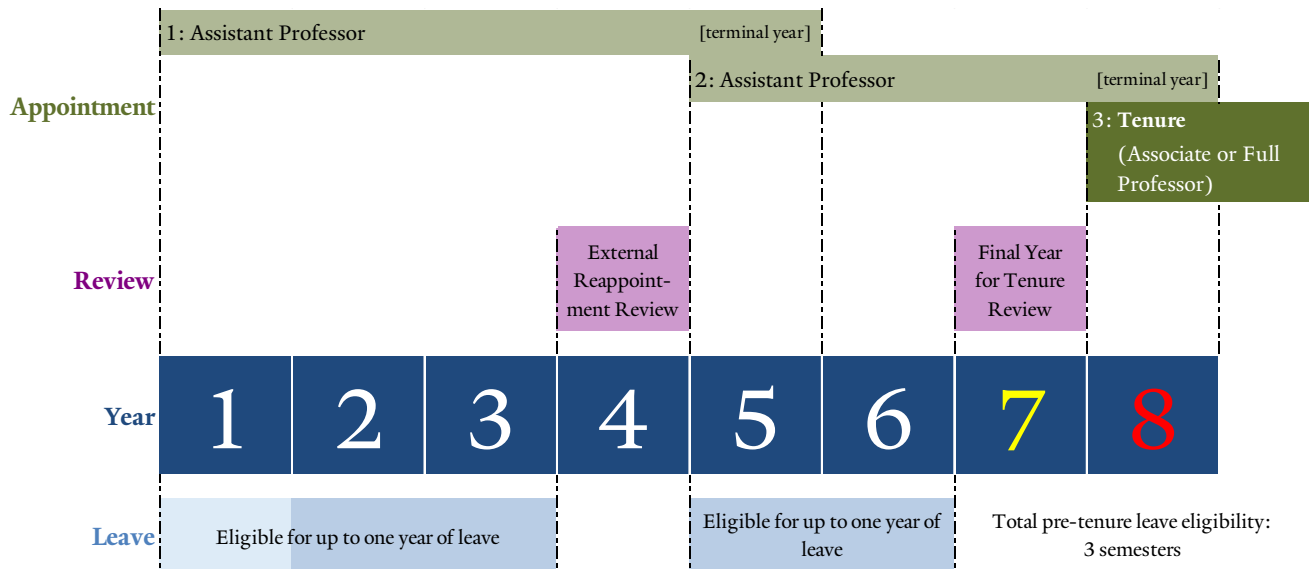 1: Assistant Professor [terminal year]
2: Assistant Professor [terminal year]
Appointment
3: Tenure
(Associate or Full
Professor)
External
Reappoint-
ment Review
Final Year
for Tenure
Review
Review
Year
1 2 3 4 5 6 7 8
Leave
Eligible for up to one year of leave
Eligible for up to one year of
leave
Total pre-tenure leave eligibility:
3 semesters